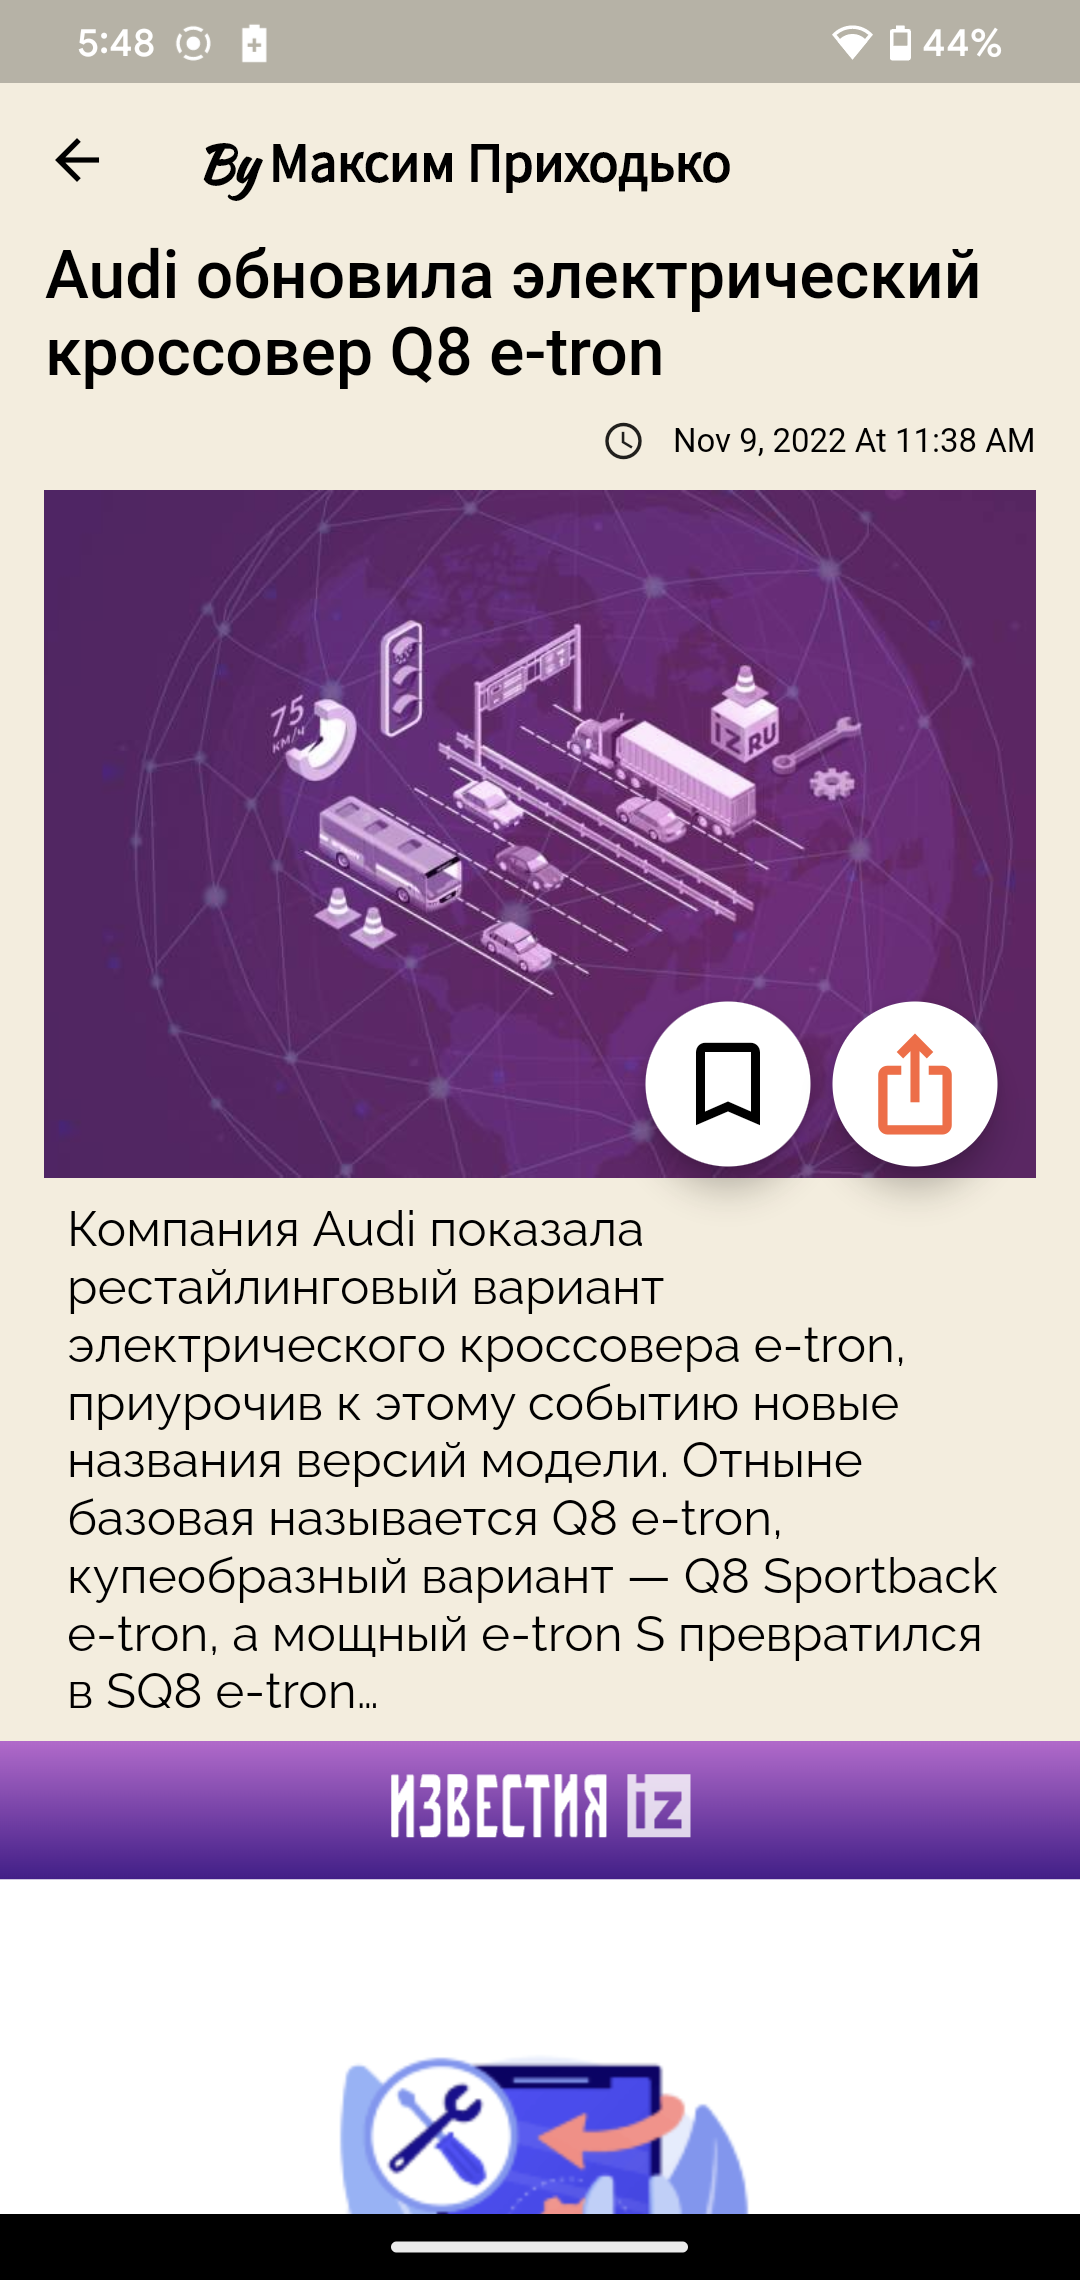 5:48
44%
By Максим Приходько
Audi обновила электрический
кроссовер Q8 e-tron
Nov 9, 2022 At 11:38 AM
75
КМ/Ч
iZ RU
Компания Audi показала
рестайлинговый вариант
электрического кроссовера e-tron,
приурочив к этому событию новые
названия версий модели. Отныне
базовая называется Q8 e-tron,
купеобразный вариант — Q8 Sportback
e-tron, а мощный e-tron S превратился
в SQ8 e-tron…
ИЗВЕСТИЯ iz